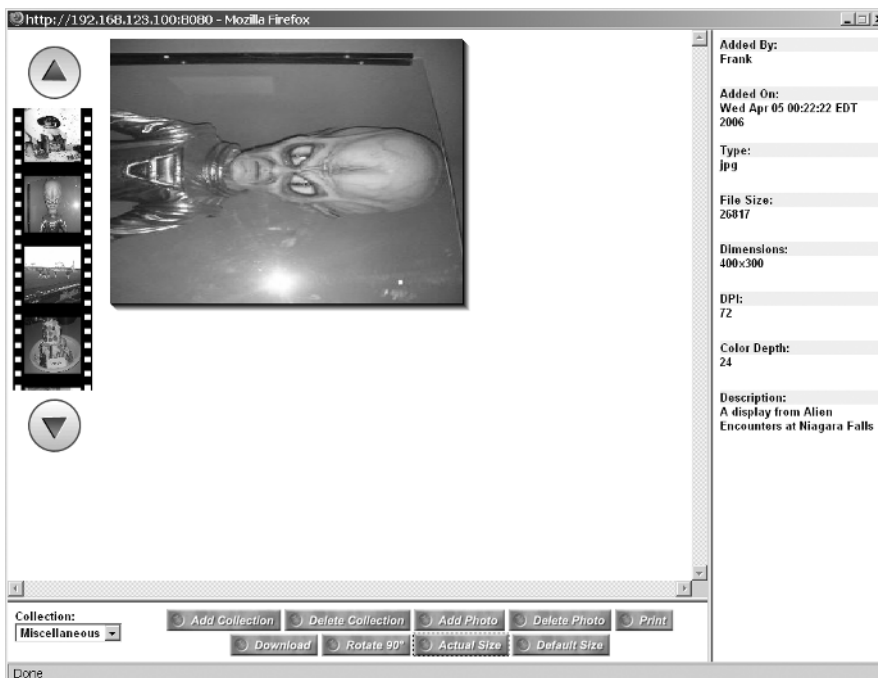 http://192.168.123.100:8080 - Mozilla Firefox
Added By:
Frank
Added On:
Wed Apr 05 00:22:22 EDT
2006
Type:
jpg
File Size:
26817
Dimensions:
400x300
DPI:
72
Color Depth:
24
Description:
A display from Alien
Encounters at Niagara Falls
Collection:
Miscellaneous
Add Collection
Delete Collection
Add Photo
Delete Photo
Print
Download
Rotate 90°
Actual Size
Default Size
Done